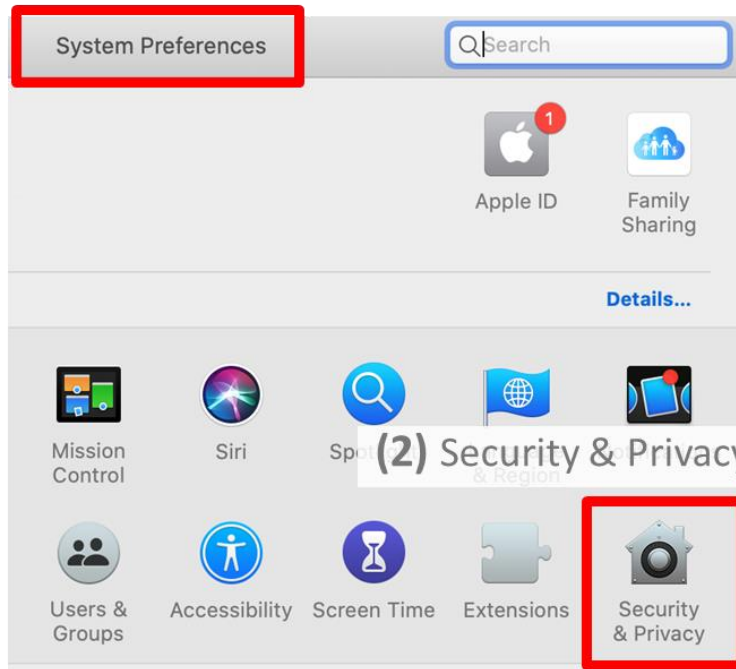 System Preferences
Search
1
Apple ID
Family
Sharing
Details...
Mission
Control
Siri
(2) Security & Privacy
& Region
Users &
Groups
Accessibility
Screen Time
Extensions
Security
& Privacy